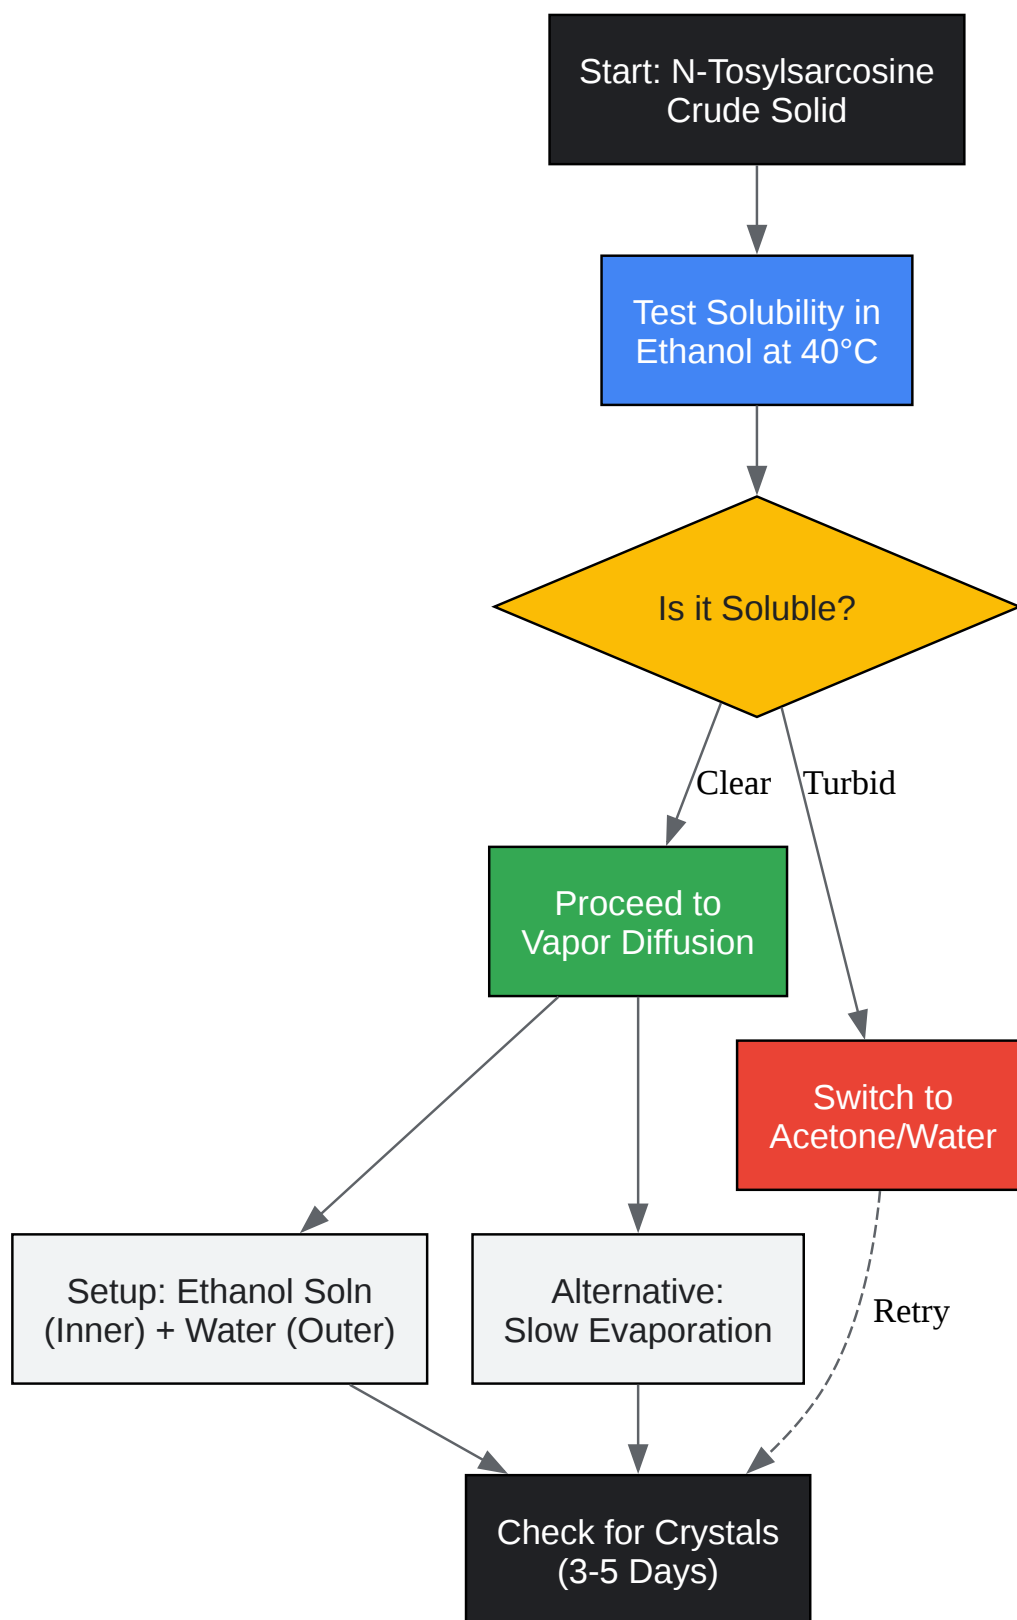 Start: N-Tosylsarcosine
Crude Solid
Test Solubility in
Ethanol at 40°C
Is it Soluble?
Clear
Turbid
Proceed to
Vapor Diffusion
Switch to
Acetone/Water
Setup: Ethanol Soln
(Inner) + Water (Outer)
Alternative:
Slow Evaporation
Retry
Check for Crystals
(3-5 Days)